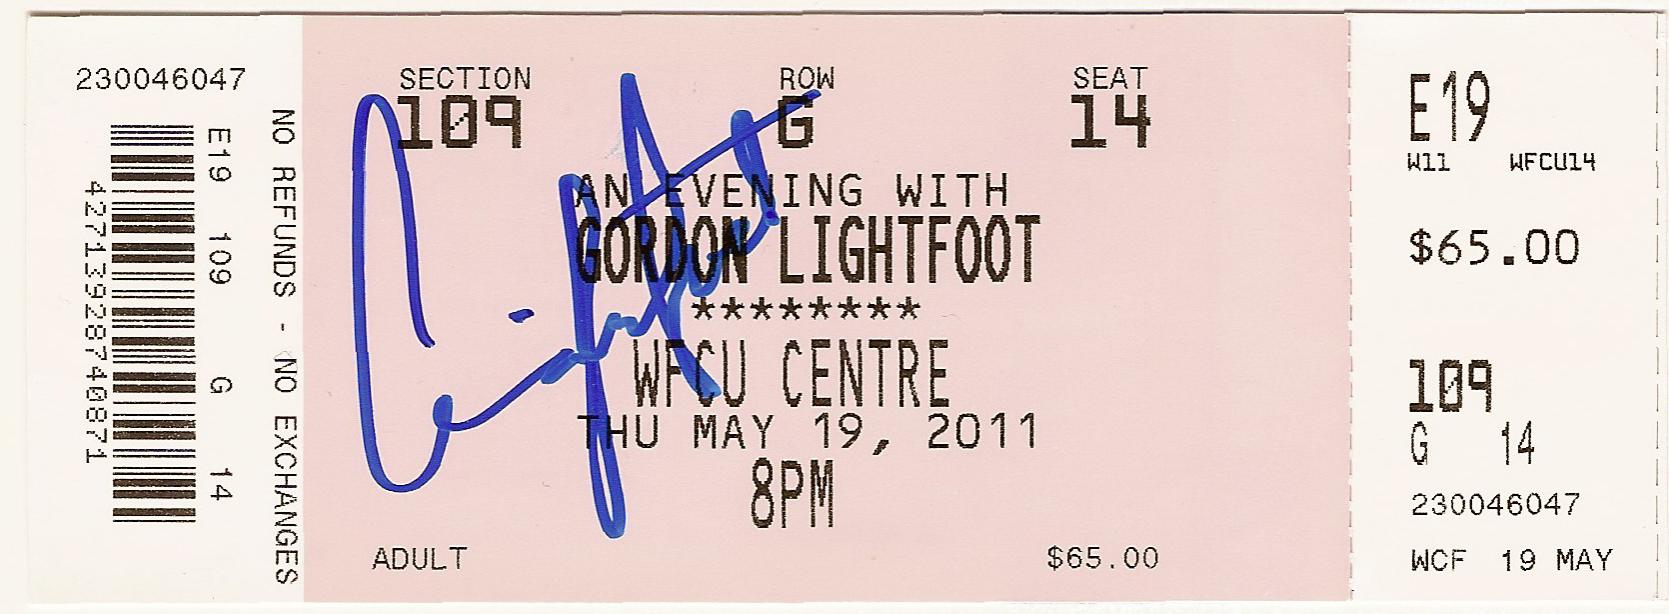 230046047
E19 109 G 14
427139287408 71
NO REFUNDS - NO EXCHANGES
SECTION ROW SEAT
109 G 14
AN EVENING WITH
GORDON LIGHTFOOT
********
WFCU CENTRE
THU MAY 19, 2011
8PM
ADULT $65.00
E19
W11 WFCU14
$65.00
109
G 14
230046047
WCF 19 MAY